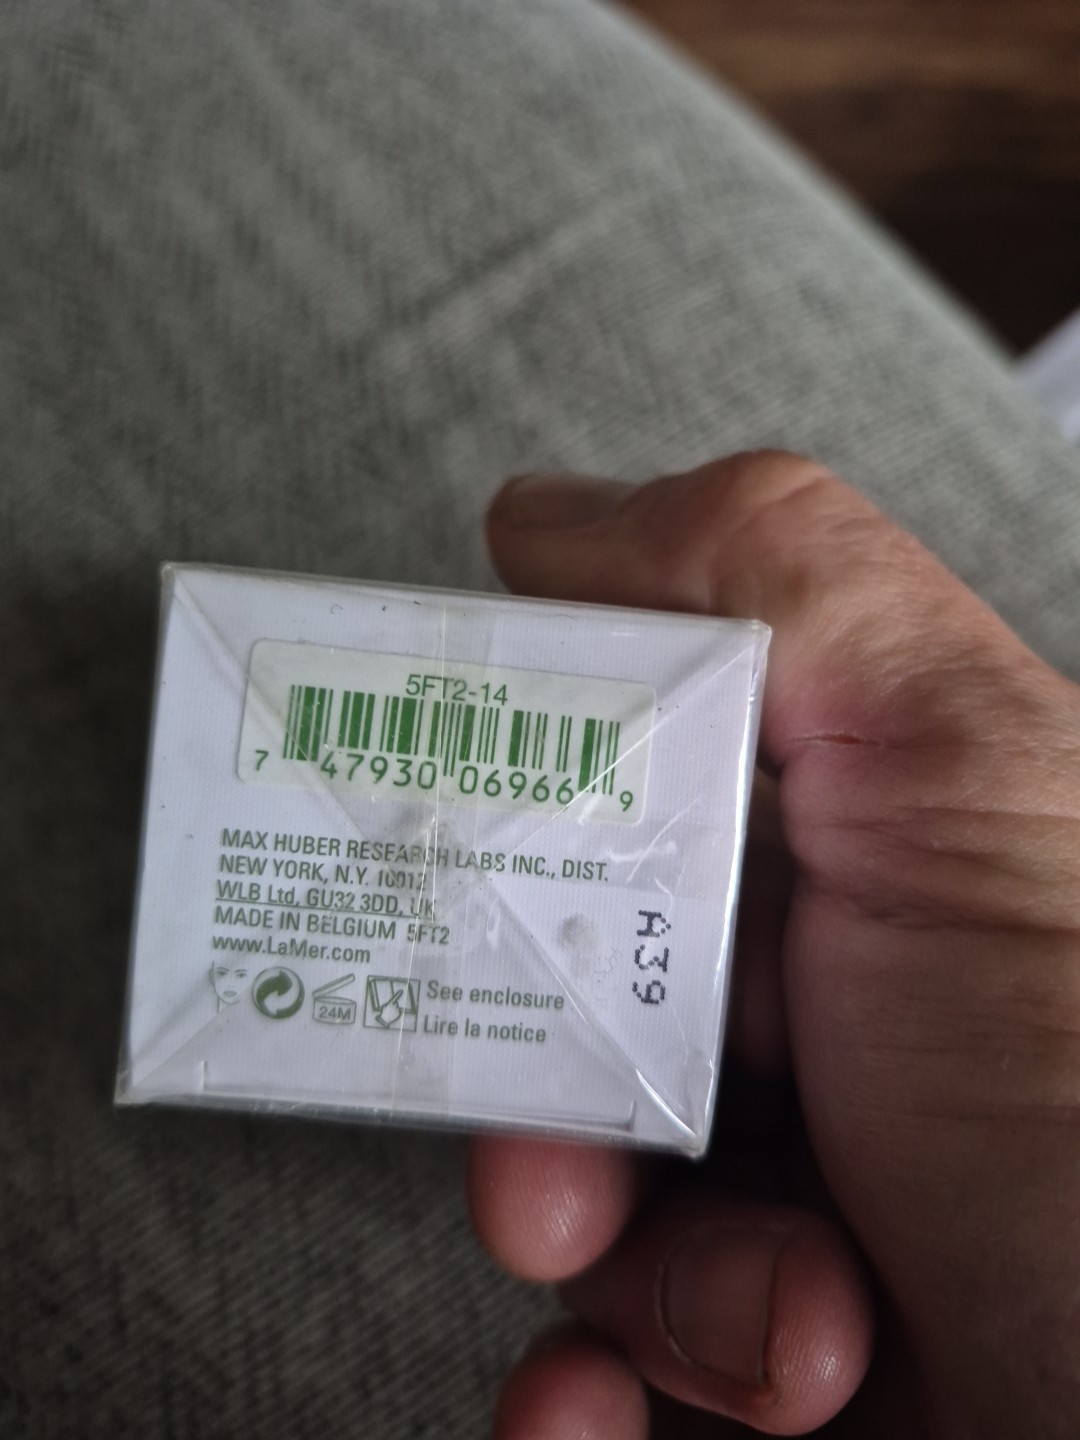 5FT2-14
7 47930 06966 9
MAX HUBER RESEARCH LABS INC., DIST.
NEW YORK, N.Y. 10012
WLB Ltd, GU32 3DD, UK
MADE IN BELGIUM 5FT2
www.LaMer.com
24M
See enclosure
Lire la notice
A39